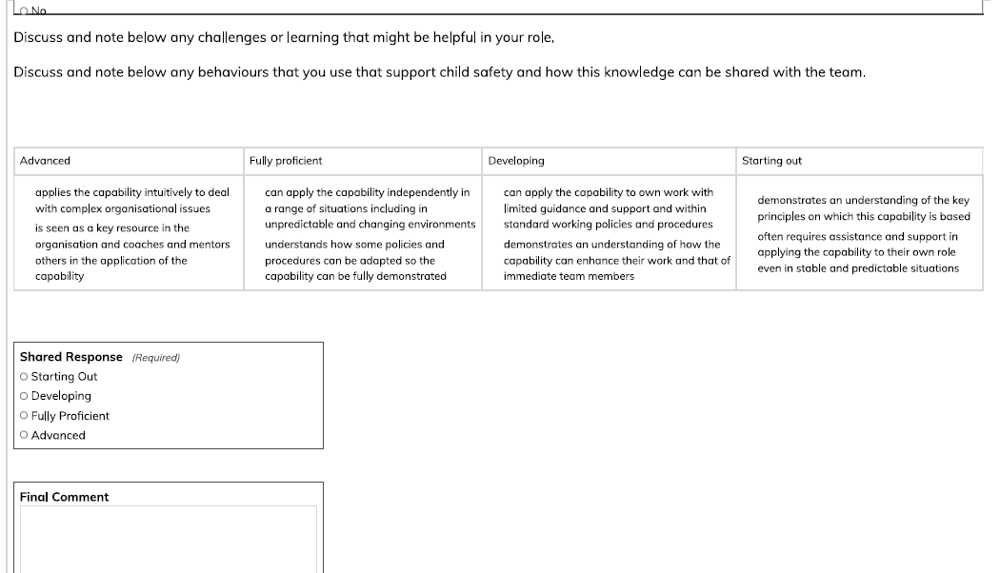 No
Discuss and note below any challenges or learning that might be helpful in your role.
Discuss and note below any behaviours that you use that support child safety and how this knowledge can be shared with the team.
Advanced
Fully proficient
Developing
Starting out
applies the capability intuitively to deal
with complex organisational issues
is seen as a key resource in the
organisation and coaches and mentors
others in the application of the
capability
can apply the capability independently in
a range of situations including in
unpredictable and changing environments
understands how some policies and
procedures can be adapted so the
capability can be fully demonstrated
can apply the capability to own work with
limited guidance and support and within
standard working policies and procedures
demonstrates an understanding of how the
capability can enhance their work and that of
immediate team members
demonstrates an understanding of the key
principles on which this capability is based
often requires assistance and support in
applying the capability to their own role
even in stable and predictable situations
Shared Response (Required)
Starting Out
Developing
Fully Proficient
Advanced
Final Comment